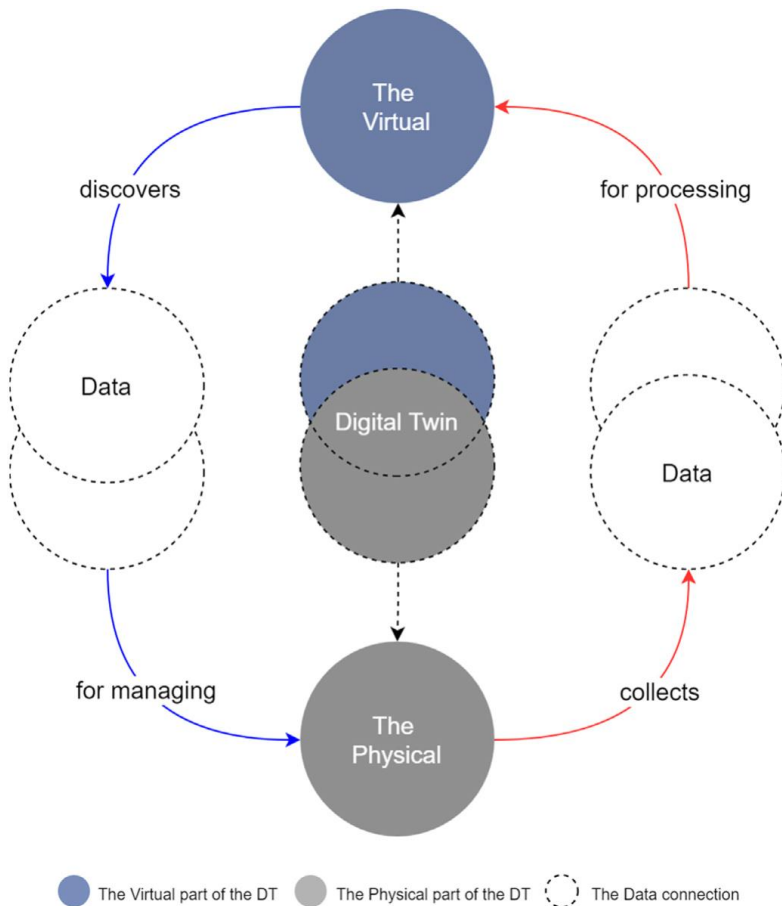 The
Virtual
discovers
for processing
Data
Digital Twin
Data
for managing
The
Physical
collects
The Virtual part of the DT
The Physical part of the DT
The Data connection